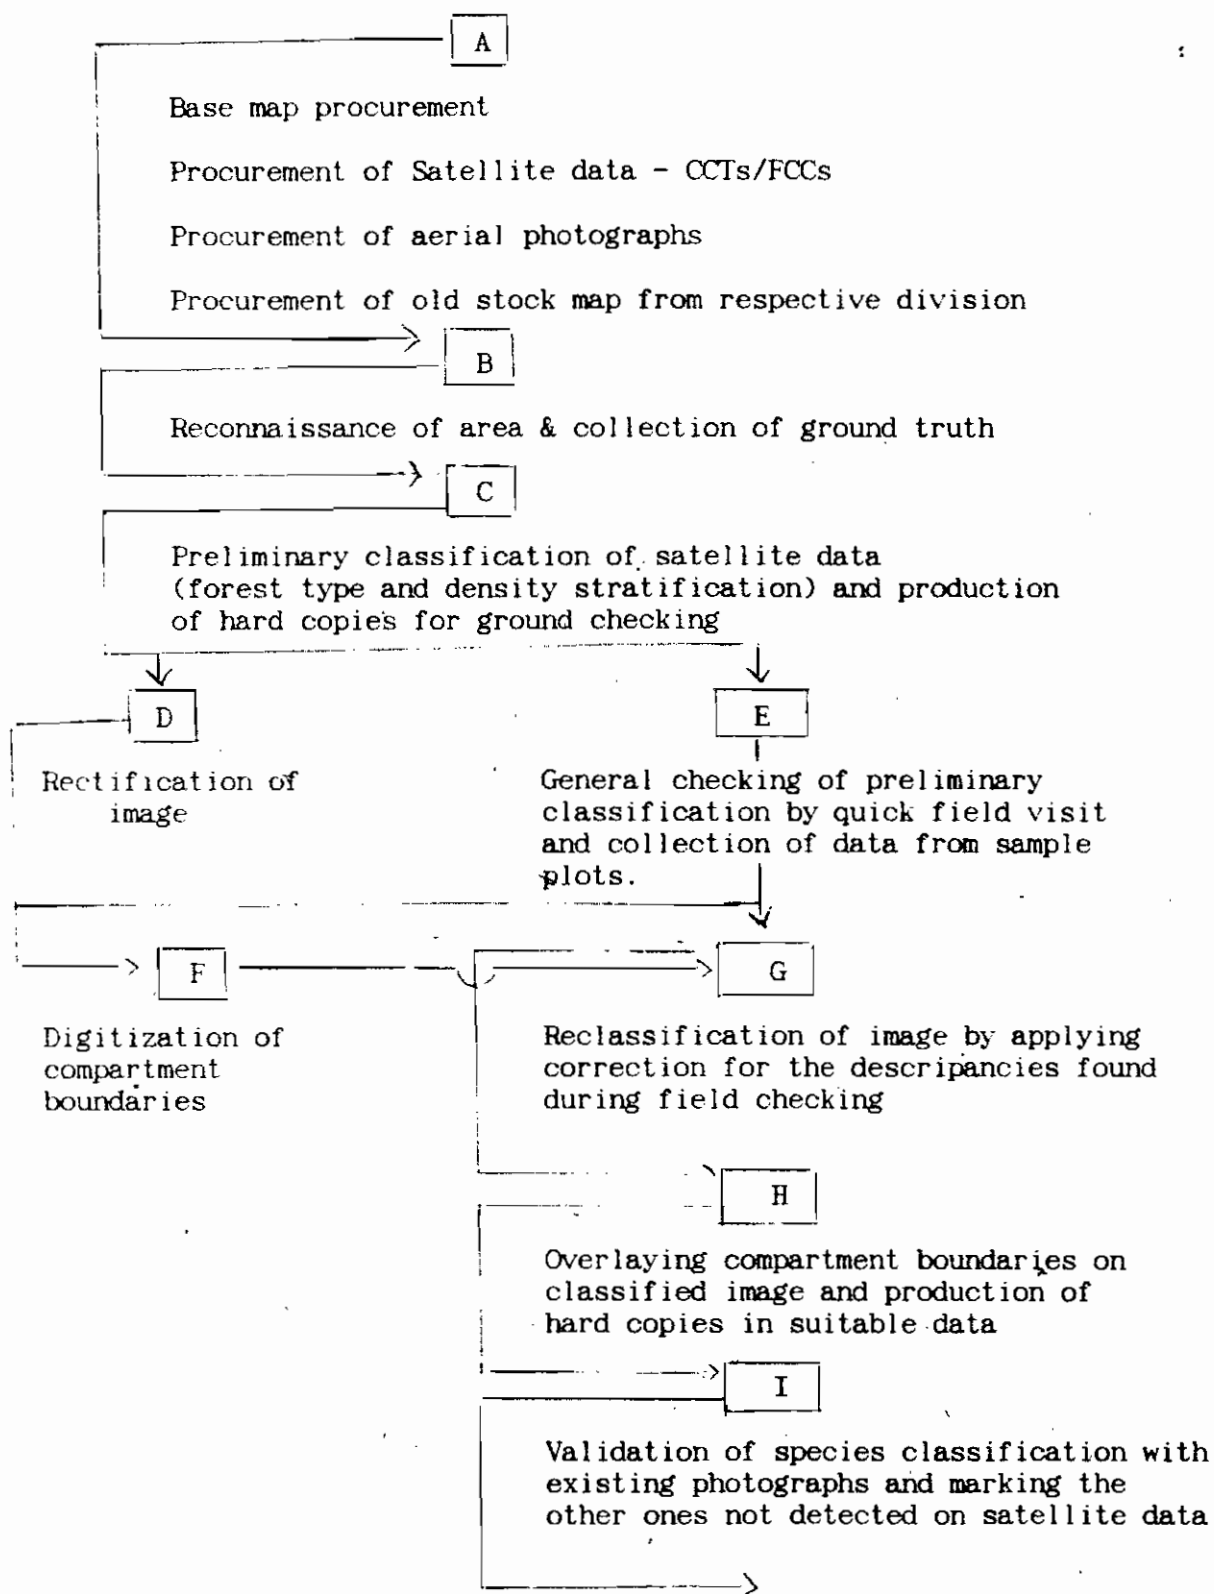 A
Base map procurement
Procurement of Satellite data - CCTs/FCCs
Procurement of aerial photographs
Procurement of old stock map from respective division
B
Reconnaissance of area & collection of ground truth
C
Preliminary classification of satellite data
(forest type and density stratification) and production
of hard copies for ground checking
D
E
Rectification of
image
General checking of preliminary
classification by quick field visit
and collection of data from sample
plots.
F
G
Digitization of
compartment
boundaries
Reclassification of image by applying
correction for the descripancies found
during field checking
H
Overlaying compartment boundaries on
classified image and production of
hard copies in suitable data
I
Validation of species classification with
existing photographs and marking the
other ones not detected on satellite data